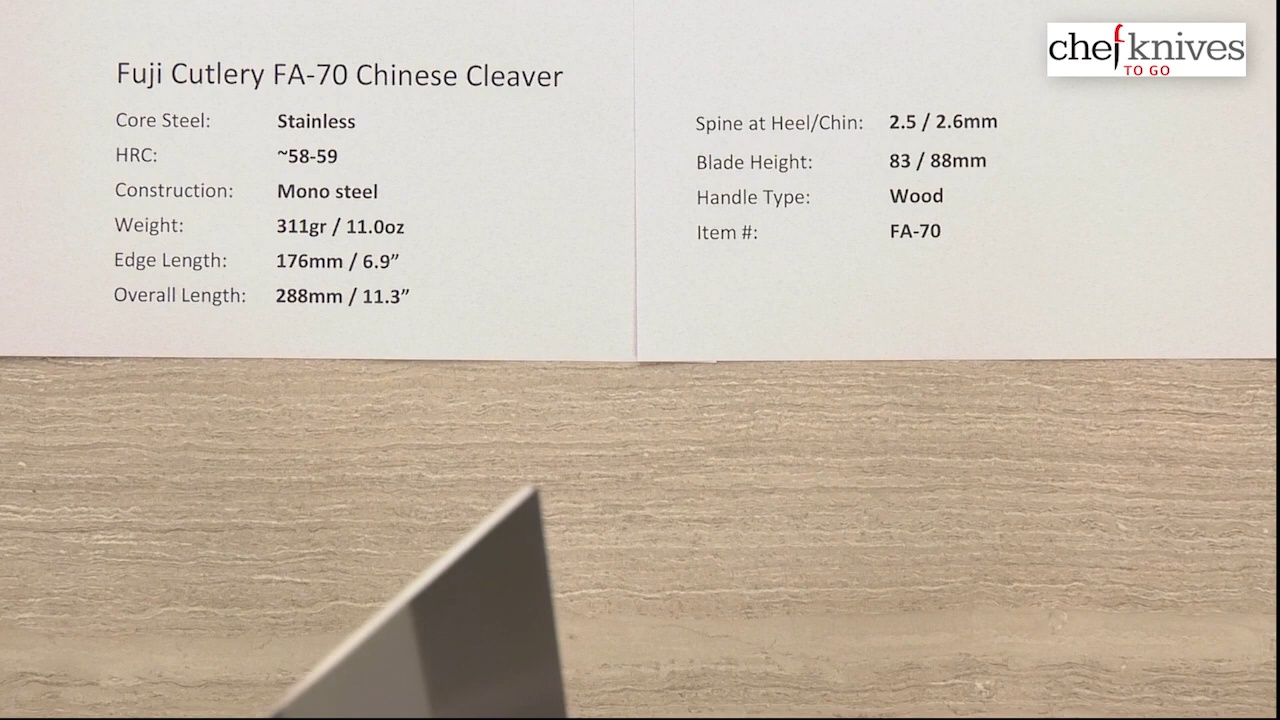 Fuji Cutlery FA-70 Chinese Cleaver
Core Steel: Stainless
HRC: ~58-59
Construction: Mono steel
Weight: 311gr / 11.0oz
Edge Length: 176mm / 6.9”
Overall Length: 288mm / 11.3”
Spine at Heel/Chin: 2.5 / 2.6mm
Blade Height: 83 / 88mm
Handle Type: Wood
Item #: FA-70
chefknives
TO GO